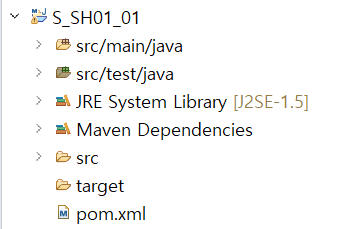 S_SH01_01
src/main/java
src/test/java
JRE System Library [J2SE-1.5]
Maven Dependencies
src
target
pom.xml